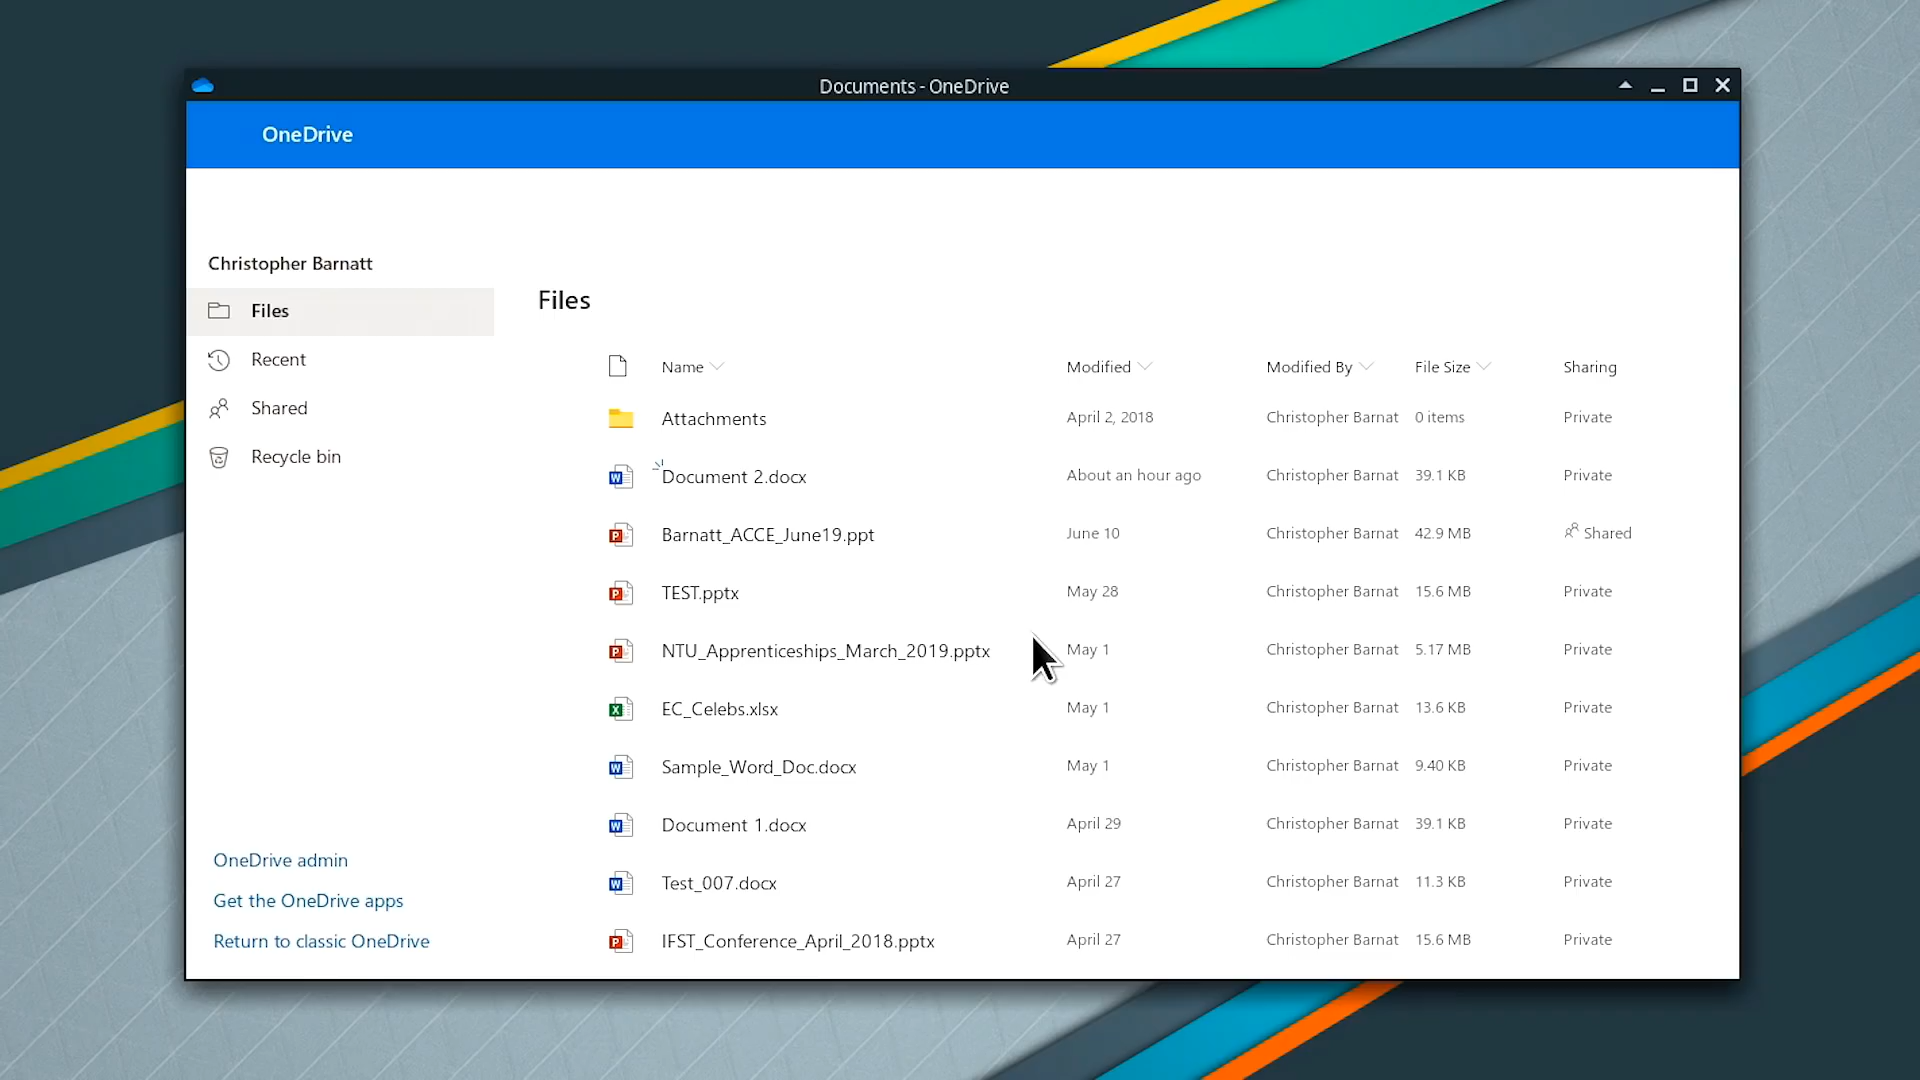 Documents - OneDrive
OneDrive
Christopher Barnatt
Files
Recent
Shared
Recycle bin
OneDrive admin
Get the OneDrive apps
Return to classic OneDrive
Files
Name Modified Modified By File Size Sharing
Attachments April 2, 2018 Christopher Barnat 0 items Private
Document 2.docx About an hour ago Christopher Barnat 39.1 KB Private
Barnatt_ACCE_June19.ppt June 10 Christopher Barnat 42.9 MB Shared
TEST.pptx May 28 Christopher Barnat 15.6 MB Private
NTU_Apprenticeships_March_2019.pptx May 1 Christopher Barnat 5.17 MB Private
EC_Celebs.xlsx May 1 Christopher Barnat 13.6 KB Private
Sample_Word_Doc.docx May 1 Christopher Barnat 9.40 KB Private
Document 1.docx April 29 Christopher Barnat 39.1 KB Private
Test_007.docx April 27 Christopher Barnat 11.3 KB Private
IFST_Conference_April_2018.pptx April 27 Christopher Barnat 15.6 MB Private